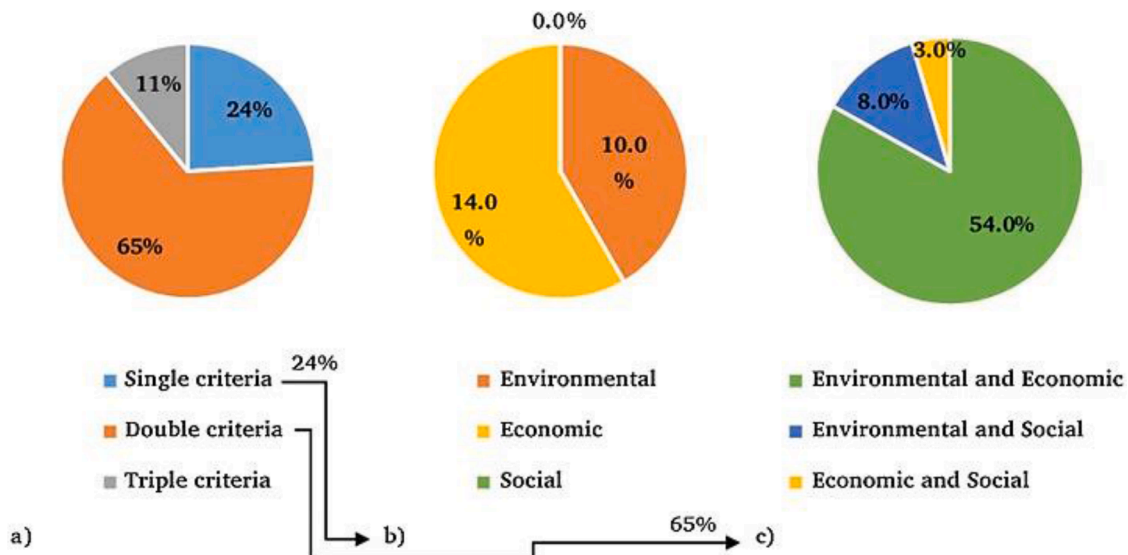 0.0%
11%
24%
65%
10.0
%
14.0
%
3.0%
8.0%
54.0%
24%
Single criteria
Double criteria
Triple criteria
Environmental
Economic
Social
Environmental and Economic
Environmental and Social
Economic and Social
65%
a)
b)
c)